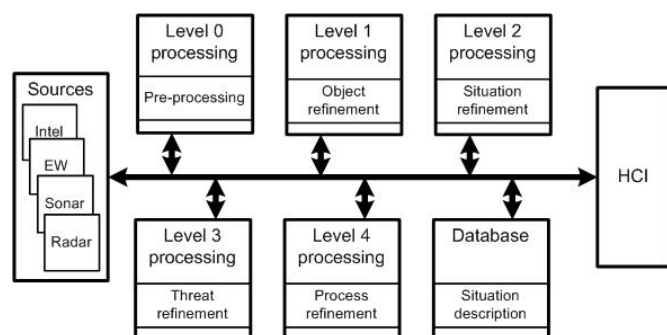 Sources
Intel
EW
Sonar
Radar
Level 0
processing
Pre-processing
Level 1
processing
Object
refinement
Level 2
processing
Situation
refinement
HCI
Level 3
processing
Threat
refinement
Level 4
processing
Process
refinement
Database
Situation
description